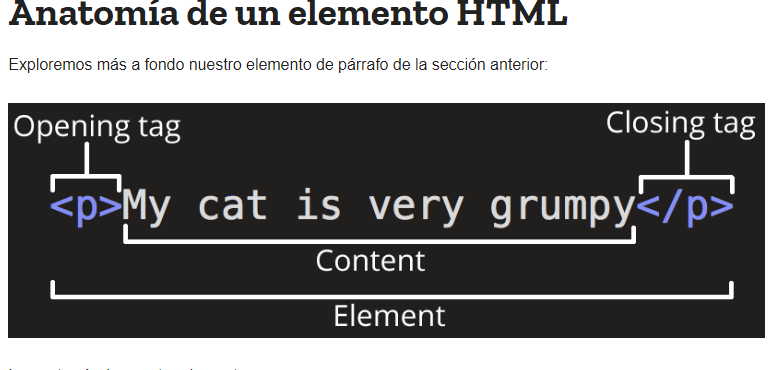 Anatomía de un elemento HTML
Exploremos más a fondo nuestro elemento de párrafo de la sección anterior:
Opening tag
Closing tag
<p>My cat is very grumpy</p>
Content
Element